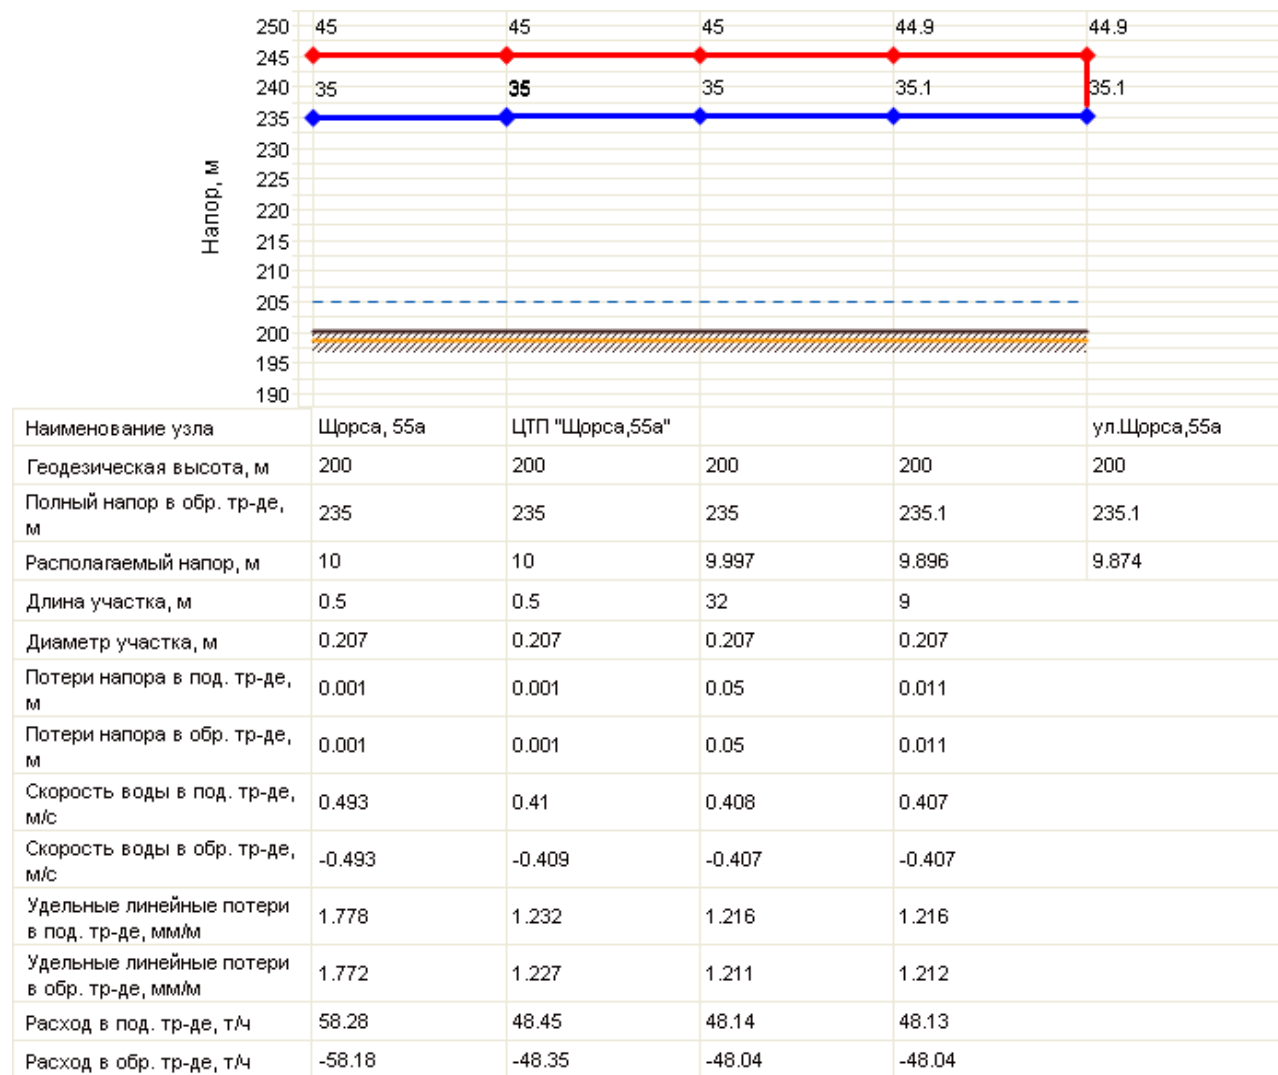 250 45 45 45 44.9 44.9
245
240 35 35 35 35.1 35.1
235
230
225
220
215
210
205
200
195
190
Напор, м
Наименование узла Щорса, 55а ЦТП "Щорса,55а" ул.Щорса,55а
Геодезическая высота, м 200 200 200 200 200
Полный напор в обр. тр-де,
м 235 235 235 235.1 235.1
Располагаемый напор, м 10 10 9.997 9.896 9.874
Длина участка, м 0.5 0.5 32 9
Диаметр участка, м 0.207 0.207 0.207 0.207
Потери напора в под. тр-де,
м 0.001 0.001 0.05 0.011
Потери напора в обр. тр-де,
м 0.001 0.001 0.05 0.011
Скорость воды в под. тр-де,
м/с 0.493 0.41 0.408 0.407
Скорость воды в обр. тр-де,
м/с -0.493 -0.409 -0.407 -0.407
Удельные линейные потери
в под. тр-де, мм/м 1.778 1.232 1.216 1.216
Удельные линейные потери
в обр. тр-де, мм/м 1.772 1.227 1.211 1.212
Расход в под. тр-де, т/ч 58.28 48.45 48.14 48.13
Расход в обр. тр-де, т/ч -58.18 -48.35 -48.04 -48.04